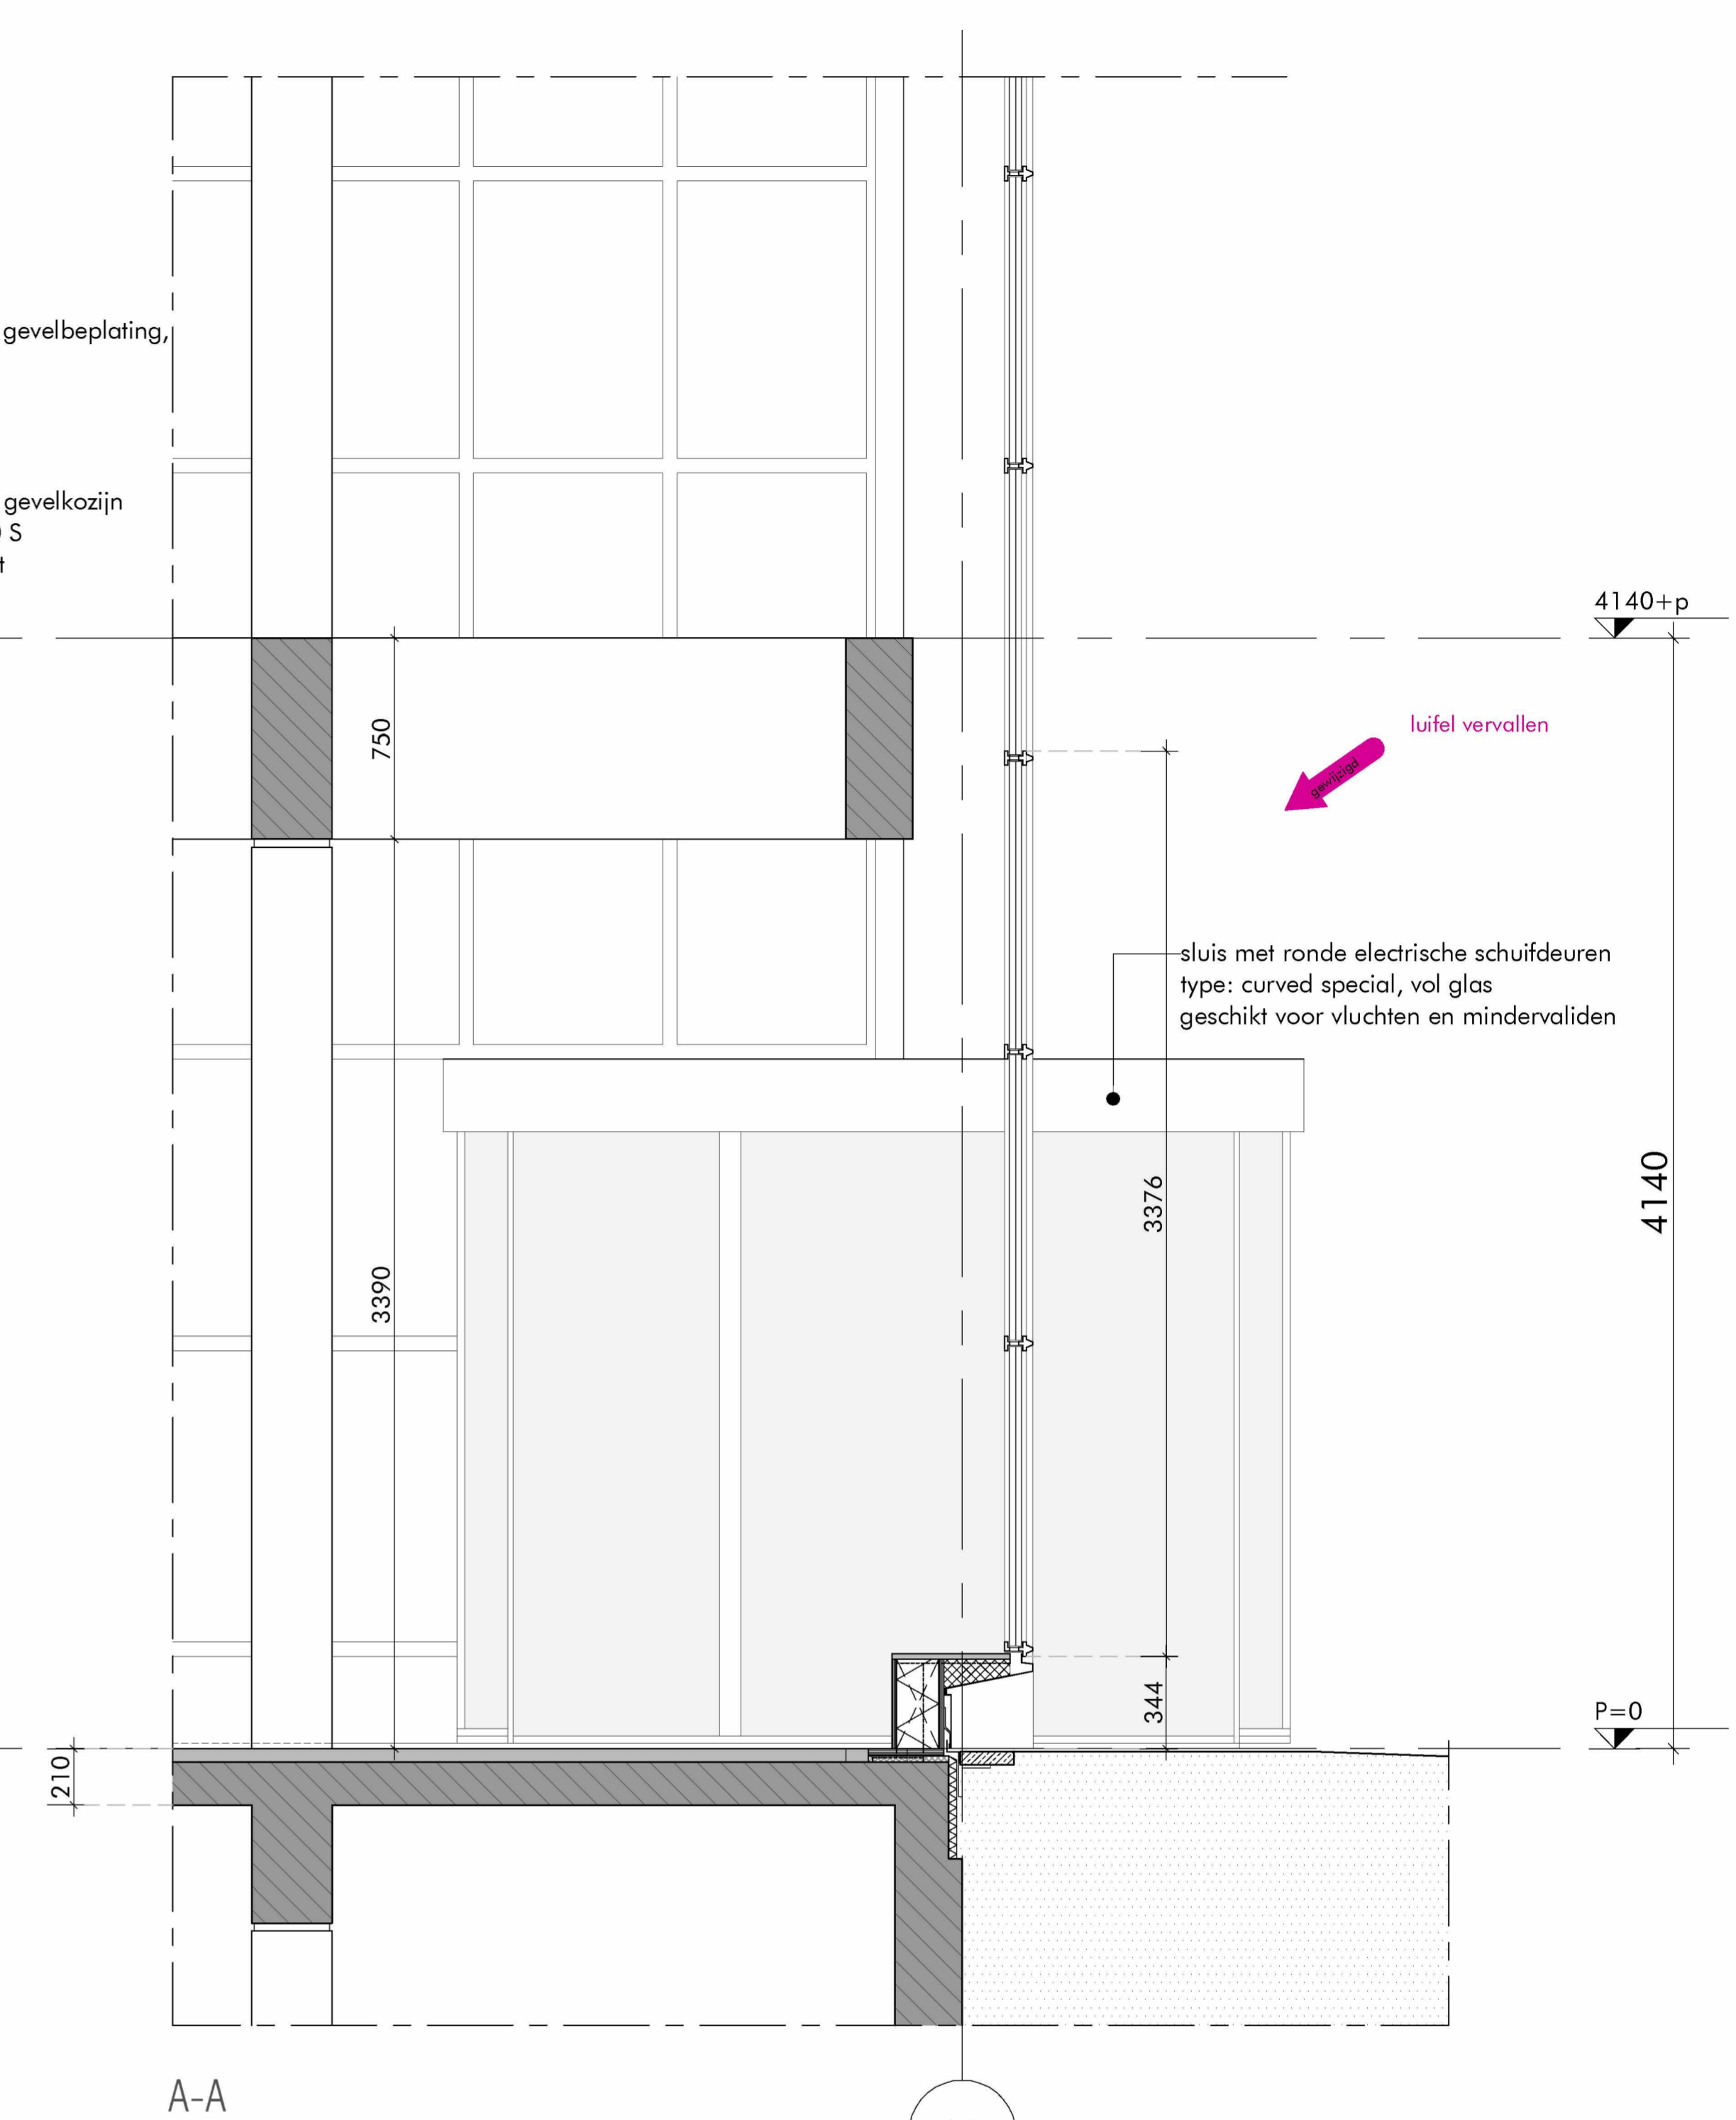 gevelbeplating,
gevelkozijn
S
t
4140+p
luifel vervallen
gewijzigd
750
sluis met ronde electrische schuifdeuren
type: curved special, vol glas
geschikt voor vluchten en mindervaliden
3376
4140
3390
344
P=0
210
A-A